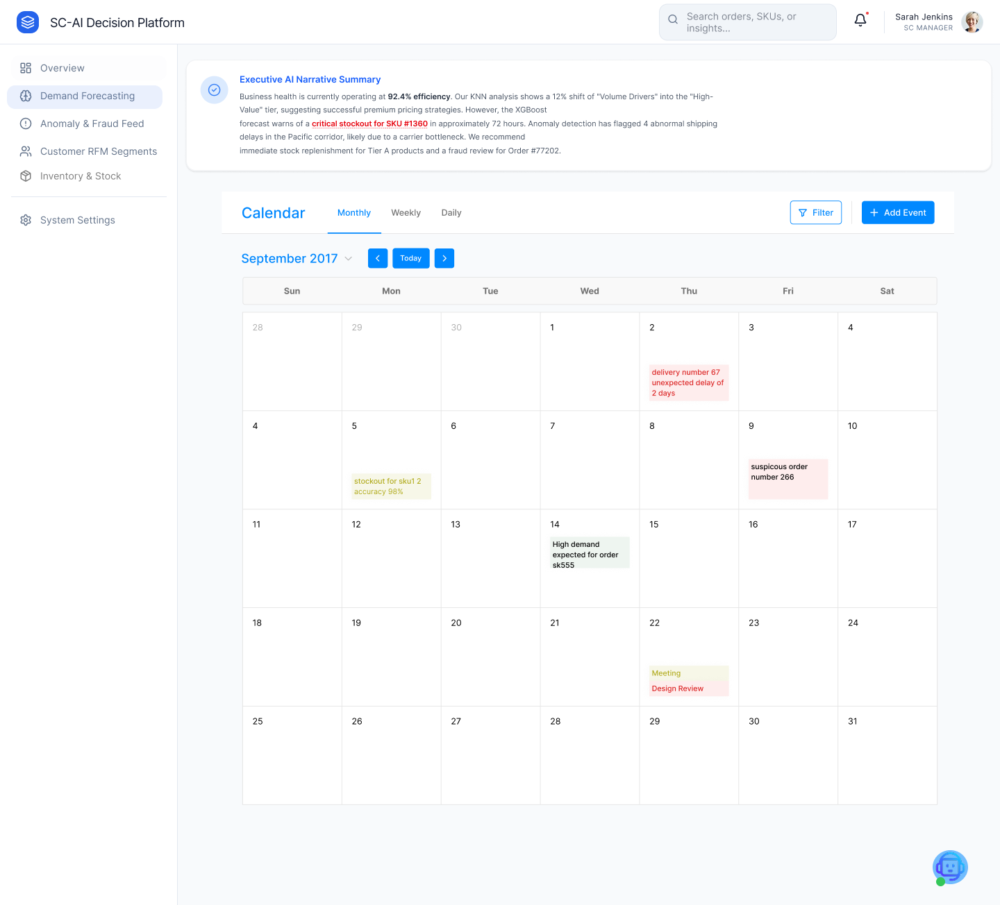 SC-AI Decision Platform
Search orders, SKUs, or
insights...
Sarah Jenkins
SC MANAGER
Overview
Demand Forecasting
Anomaly & Fraud Feed
Customer RFM Segments
Inventory & Stock
System Settings
Executive AI Narrative Summary
Business health is currently operating at 92.4% efficiency. Our KNN analysis shows a 12% shift of "Volume Drivers" into the "High-
Value" tier, suggesting successful premium pricing strategies. However, the XGBoost
forecast warns of a critical stockout for SKU #1360 in approximately 72 hours. Anomaly detection has flagged 4 abnormal shipping
delays in the Pacific corridor, likely due to a carrier bottleneck. We recommend
immediate stock replenishment for Tier A products and a fraud review for Order #77202.
Calendar
Monthly
Weekly
Daily
Filter
Add Event
September 2017
Today
Sun Mon Tue Wed Thu Fri Sat
28 29 30 1 2 3 4
delivery number 67
unexpected delay of
2 days
4 5 6 7 8 9 10
stockout for sku1 2
accuracy 98%
suspicous order
number 266
11 12 13 14 15 16 17
High demand
expected for order
sk555
18 19 20 21 22 23 24
Meeting
Design Review
25 26 27 28 29 30 31